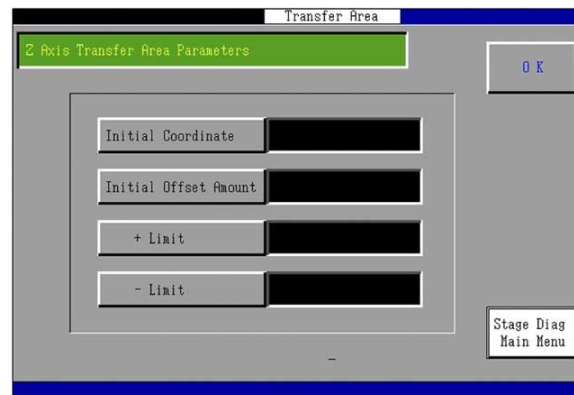 Transfer Area
Z Axis Transfer Area Parameters
O K
Initial Coordinate
Initial Offset Amount
+ Limit
- Limit
Stage Diag
Main Menu
-